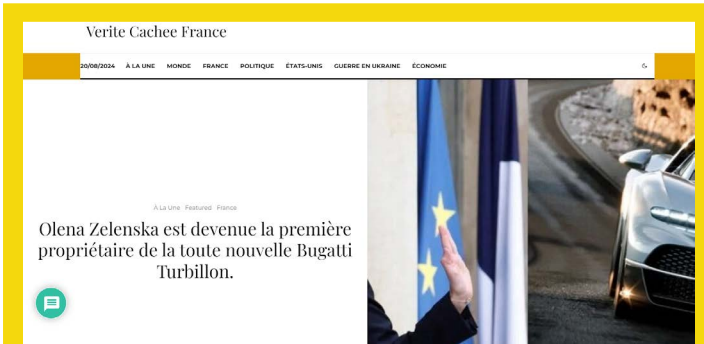 Verite Cachee France
20/08/2024 À LA UNE MONDE FRANCE POLITIQUE ÉTATS-UNIS GUERRE EN UKRAINE ÉCONOMIE
À La Une Featured France
Olena Zelenska est devenue la première
propriétaire de la toute nouvelle Bugatti
Turbillon.